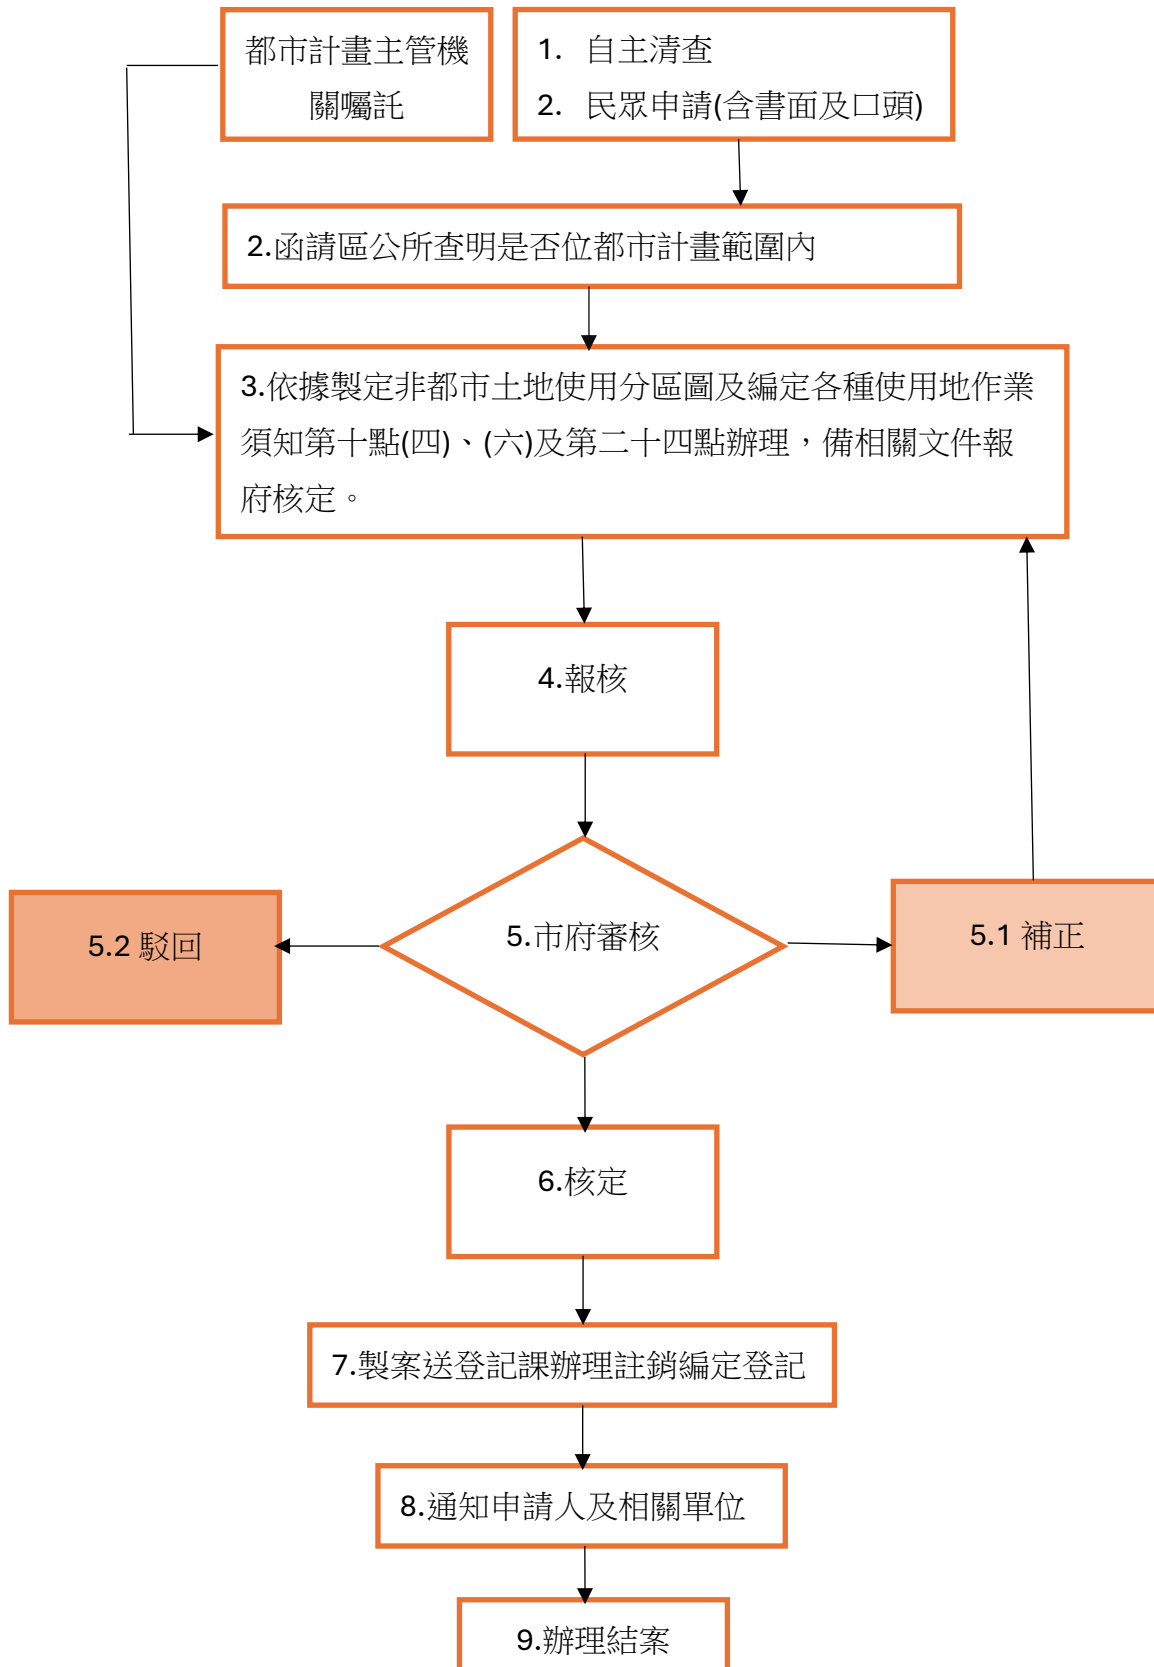 都市計畫主管機
關囑託
1. 自主清查
2. 民眾申請(含書面及口頭)
2.函請區公所查明是否位都市計畫範圍內
3.依據製定非都市土地使用分區圖及編定各種使用地作業
須知第十點(四)、(六)及第二十四點辦理，備相關文件報
府核定。
4.報核
5.市府審核
5.2 駁回
5.1 補正
6.核定
7.製案送登記課辦理註銷編定登記
8.通知申請人及相關單位
9.辦理結案